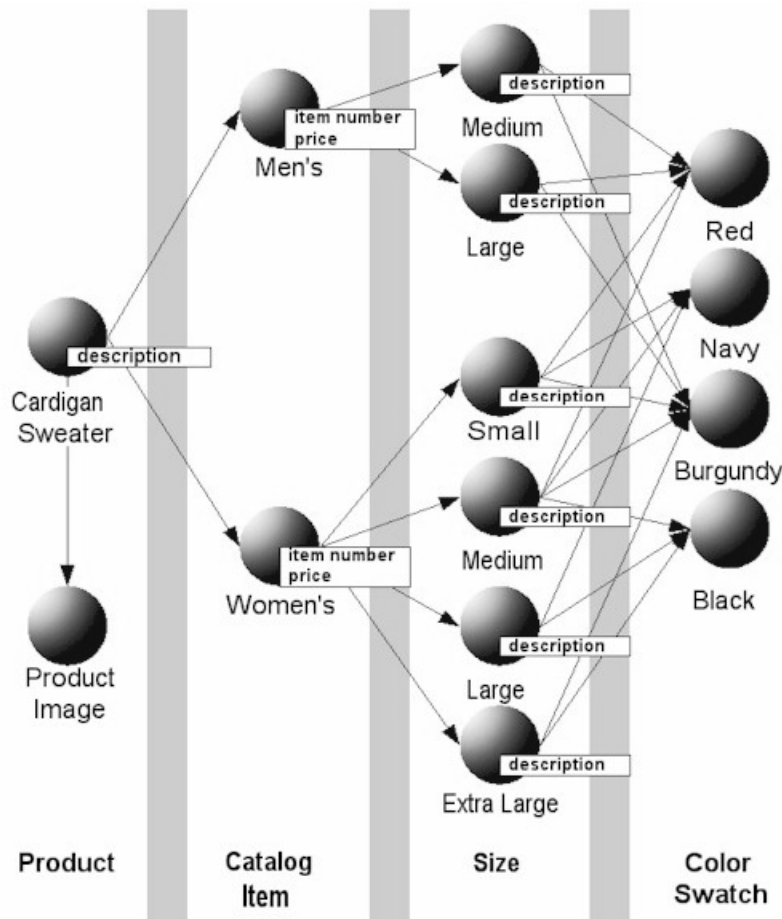 description
Cardigan
Sweater
Product
Image
item number
price
Men's
item number
price
Women's
description
Medium
description
Large
description
Small
description
Medium
description
Large
description
Extra Large
Red
Navy
Burgundy
Black
Product
Catalog
Item
Size
Color
Swatch